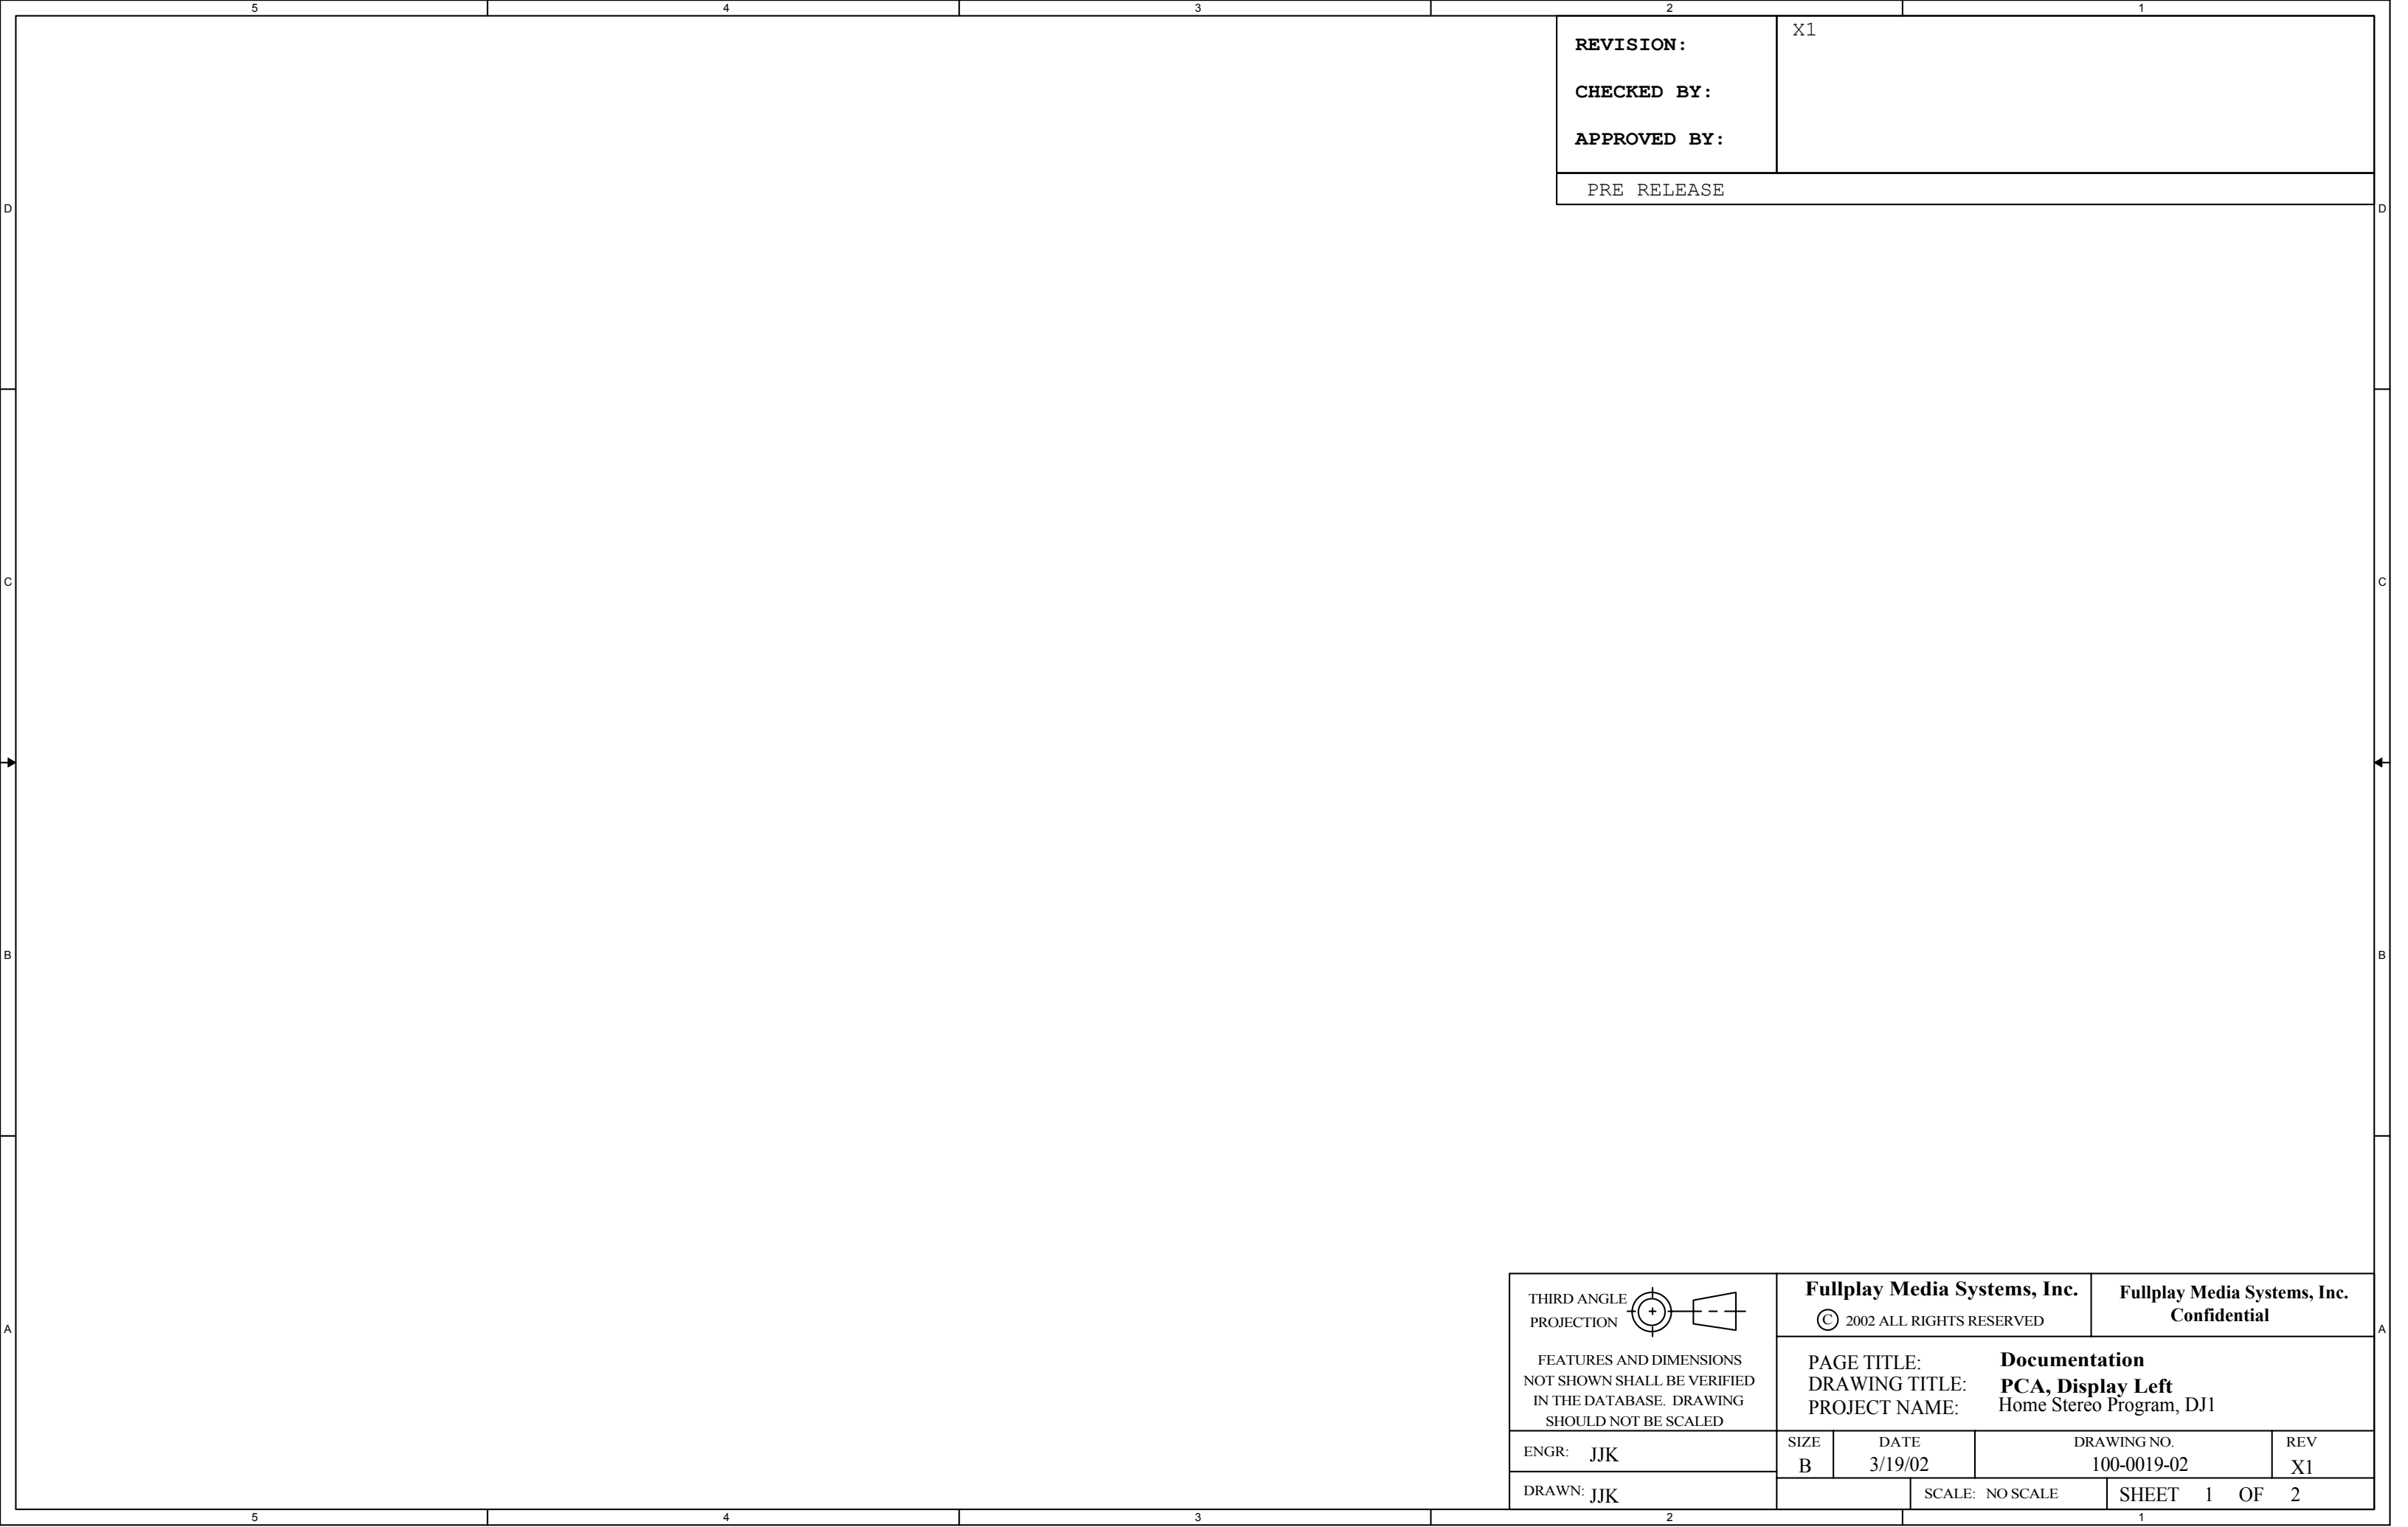 5 4 3 2 1
REVISION: X1
CHECKED BY:
APPROVED BY:
PRE RELEASE
D D
C C
B B
A A
THIRD ANGLE
PROJECTION
FEATURES AND DIMENSIONS
NOT SHOWN SHALL BE VERIFIED
IN THE DATABASE. DRAWING
SHOULD NOT BE SCALED
ENGR: JJK
DRAWN: JJK
Fullplay Media Systems, Inc.
© 2002 ALL RIGHTS RESERVED
Fullplay Media Systems, Inc.
Confidential
PAGE TITLE: Documentation
DRAWING TITLE: PCA, Display Left
PROJECT NAME: Home Stereo Program, DJ1
SIZE DATE DRAWING NO. REV
B 3/19/02 100-0019-02 X1
SCALE: NO SCALE SHEET 1 OF 2
5 4 3 2 1